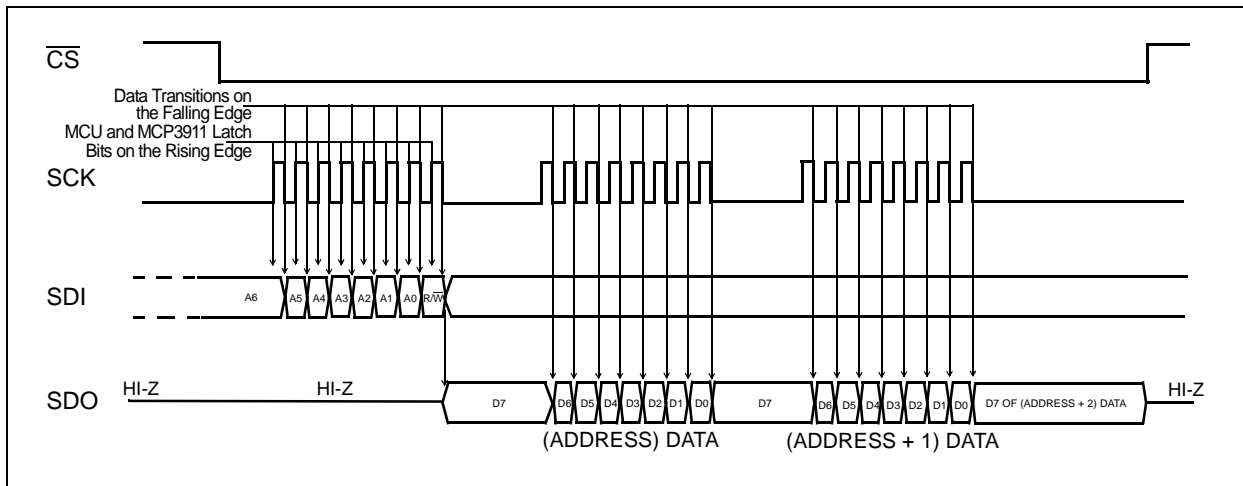 CS
Data Transitions on
the Falling Edge
MCU and MCP3911 Latch
Bits on the Rising Edge
SCK
SDI
A6 A5 A4 A3 A2 A1 A0 R/W
SDO
HI-Z HI-Z D7 D6 D5 D4 D3 D2 D1 D0 D7 D6 D5 D4 D3 D2 D1 D0 D7 OF (ADDRESS + 2) DATA HI-Z
(ADDRESS) DATA (ADDRESS + 1) DATA